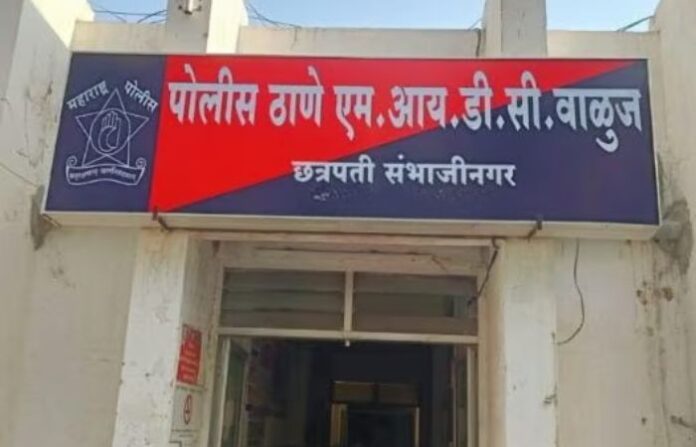 महाराष्ट्र पोलीस
पोलीस ठाणे एम.आय.डी.सी.वाळुज
छत्रपती संभाजीनगर